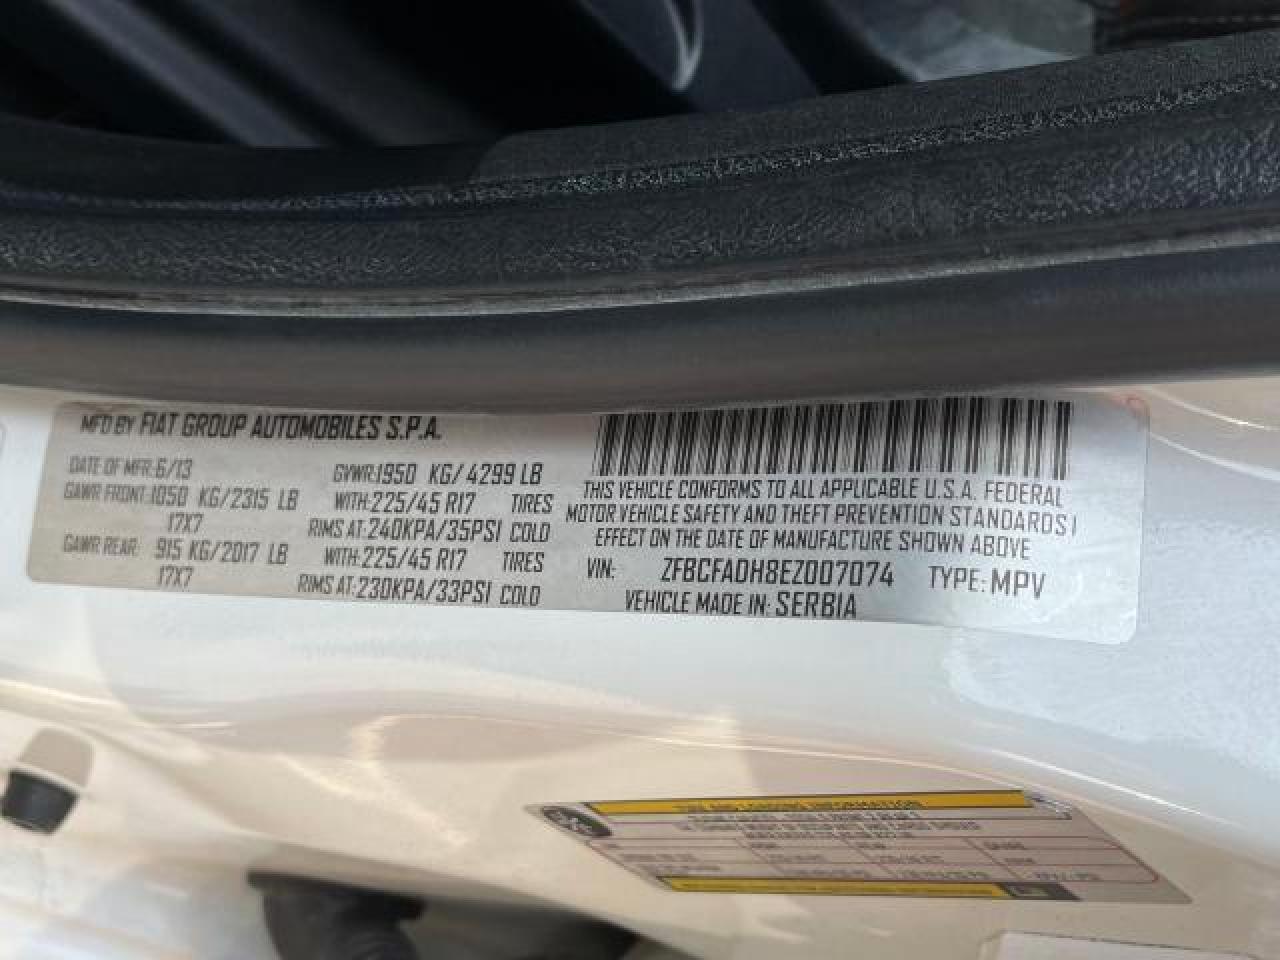 MFD BY FIAT GROUP AUTOMOBILES S.P.A.
DATE OF MFR: 6/13 GVWR: 1950 KG/ 4299 LB
GAWR FRONT: 1050 KG/2315 LB WITH: 225/45 R17 TIRES
17X7 RIMS AT: 240KPA/35PSI COLD
GAWR REAR: 915 KG/2017 LB WITH: 225/45 R17 TIRES
17X7 RIMS AT: 230KPA/33PSI COLD
THIS VEHICLE CONFORMS TO ALL APPLICABLE U.S.A. FEDERAL
MOTOR VEHICLE SAFETY AND THEFT PREVENTION STANDARDS I
EFFECT ON THE DATE OF MANUFACTURE SHOWN ABOVE
VIN: ZFBCFADH8EZ007074 TYPE: MPV
VEHICLE MADE IN: SERBIA
TIRE AND LOADING INFORMATION